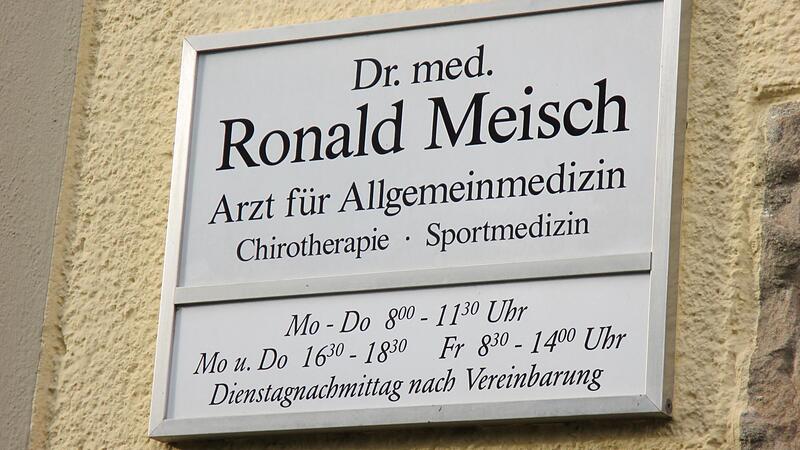 Dr. med.
Ronald Meisch
Arzt für Allgemeinmedizin
Chirotherapie · Sportmedizin
Mo - Do 8⁰⁰ - 11³⁰ Uhr
Mo u. Do 16³⁰ - 18³⁰ Fr 8³⁰ - 14⁰⁰ Uhr
Dienstagnachmittag nach Vereinbarung